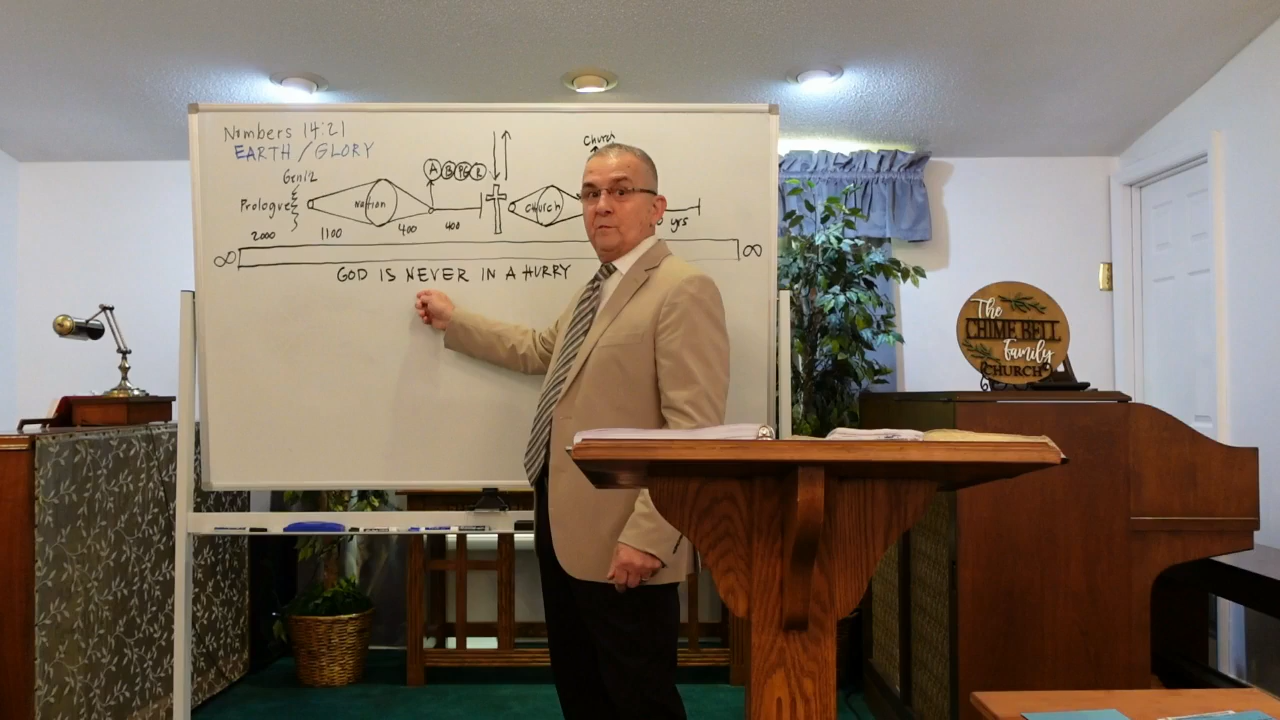 Numbers 14:21
EARTH / GLORY
Church
Gen 12
A B PG R
Prologue
Nation
CHURCH
yrs
2000
1100
400
400
∞
∞
GOD IS NEVER IN A HURRY
The
CHIME BELL
Family
CHURCH